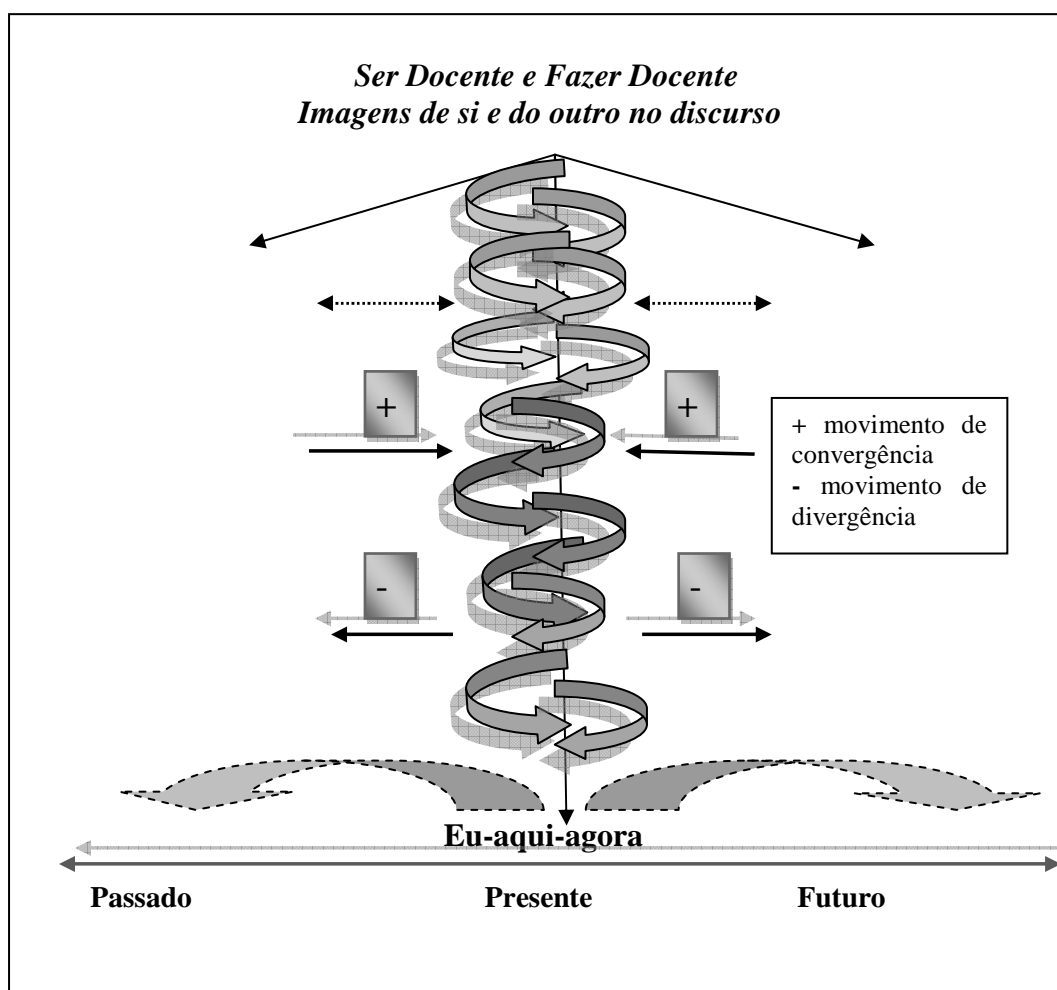 Ser Docente e Fazer Docente
Imagens de si e do outro no discurso
+ +
+ movimento de
convergência
- movimento de
divergência
- -
Eu-aqui-agora
Passado Presente Futuro